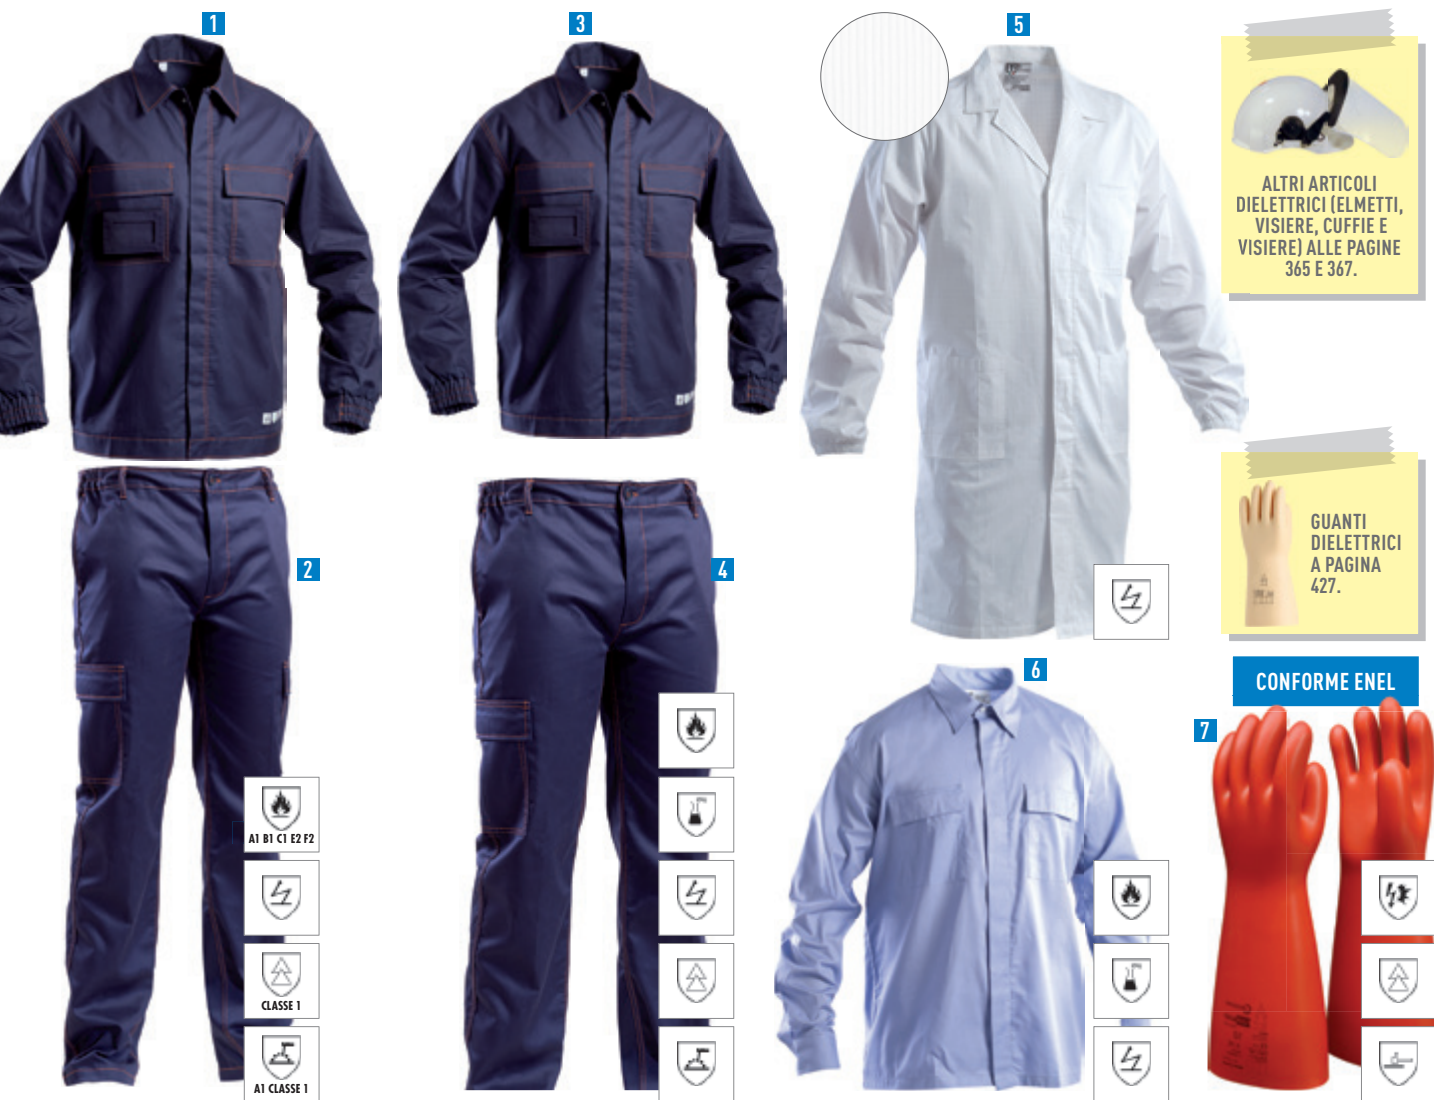 1
3
5
ALTRI ARTICOLI
DIELETTRICI (ELMETTI,
VISIERE, CUFFIE E
VISIERE) ALLE PAGINE
365 E 367.
GUANTI
DIELETTRICI
A PAGINA
427.
2
4
6
CONFORME ENEL
7
A1 B1 C1 E2 F2
CLASSE 1
A1 CLASSE 1